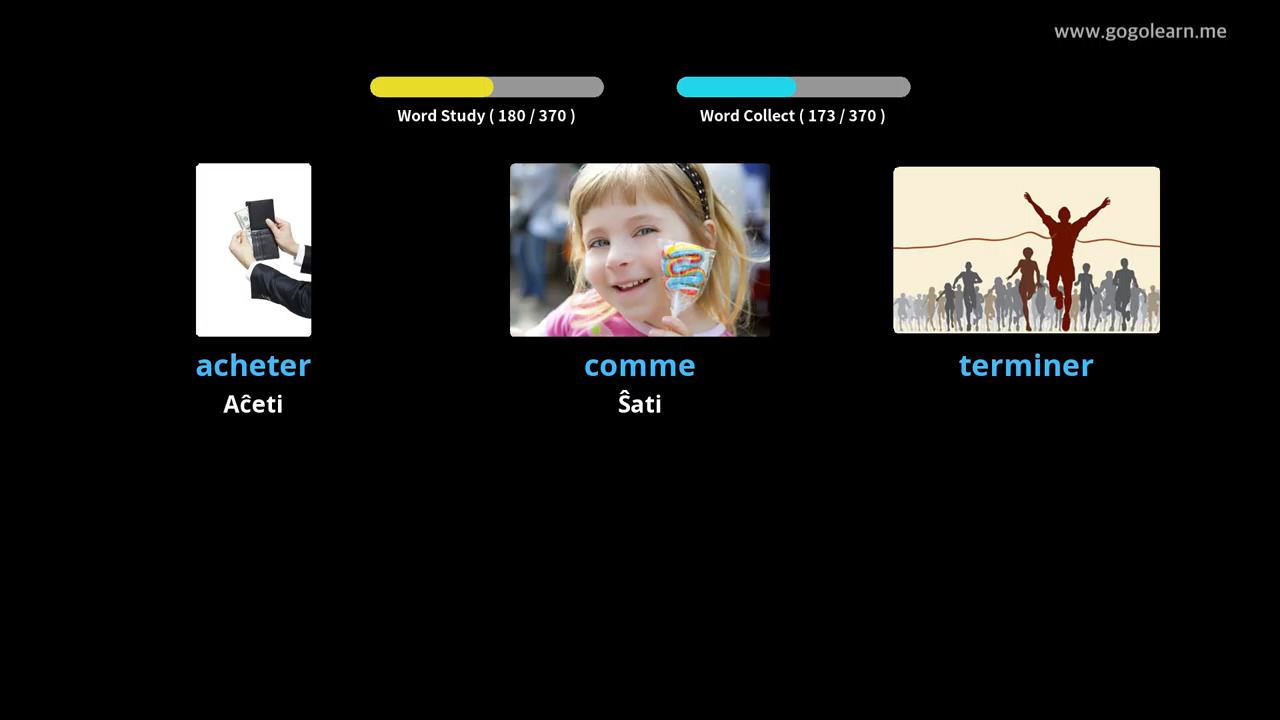 www.gogolearn.me
Word Study ( 180 / 370 )
Word Collect ( 173 / 370 )
acheter
Aĉeti
comme
Ŝati
terminer